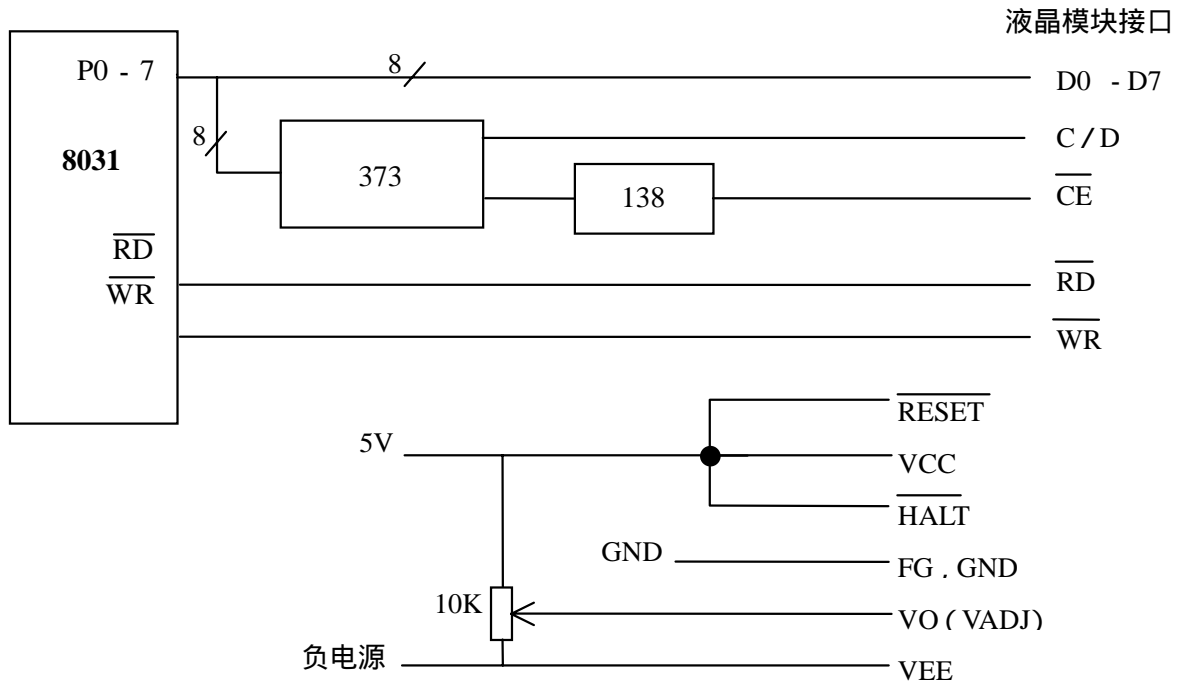 液晶模块接口
P0 - 7
8
D0 - D7
8
C / D
8031
373
138
CE
RD
RD
WR
WR
RESET
5V
VCC
HALT
GND
FG . GND
10K
VO ( VADJ)
负电源
VEE